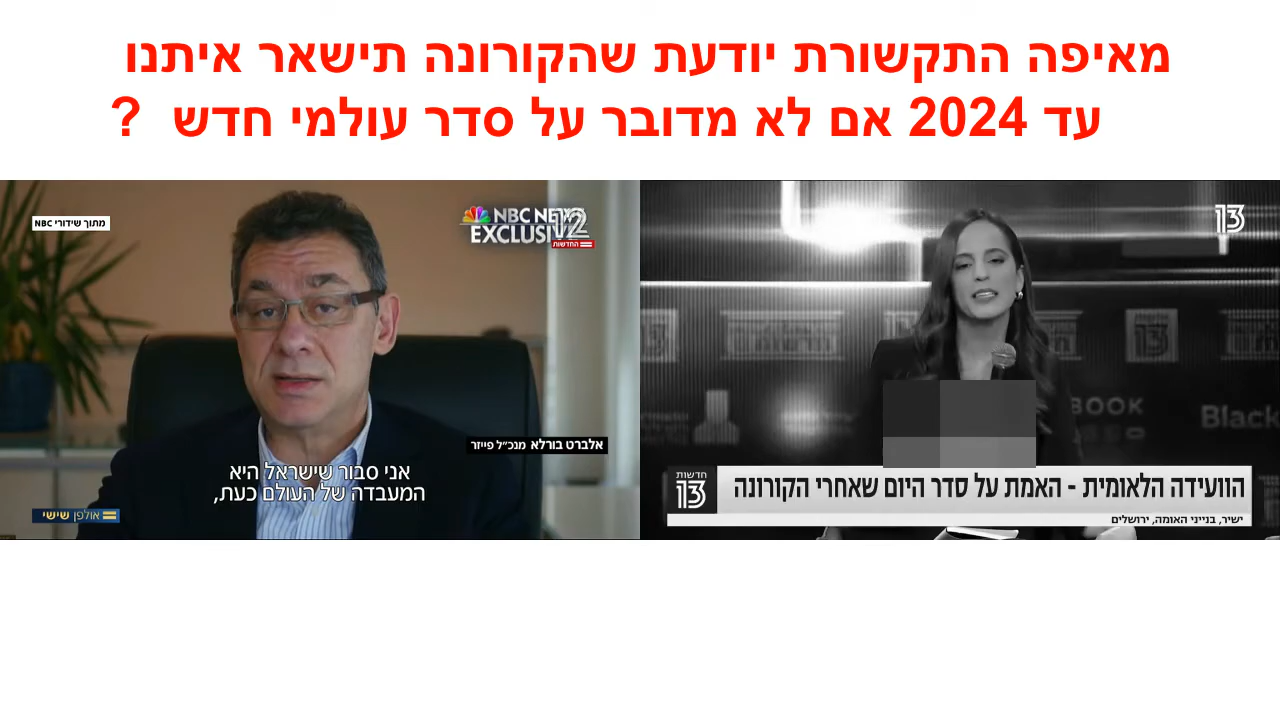 מאיפה התקשורת יודעת שהקורונה תישאר איתנו
עד 2024 אם לא מדובר על סדר עולמי חדש ?
מתוך שידורי NBC
NBC NEWS
EXCLUSIVE
12
החדשות
אלברט בורלא מנכ״ל פייזר
אני סבור שישראל היא
המעבדה של העולם כעת,
אולפן שישי
13
13
13
BOOK
Black
חדשות
13
הוועידה הלאומית - האמת על סדר היום שאחרי הקורונה
ישיר, בנייני האומה, ירושלים